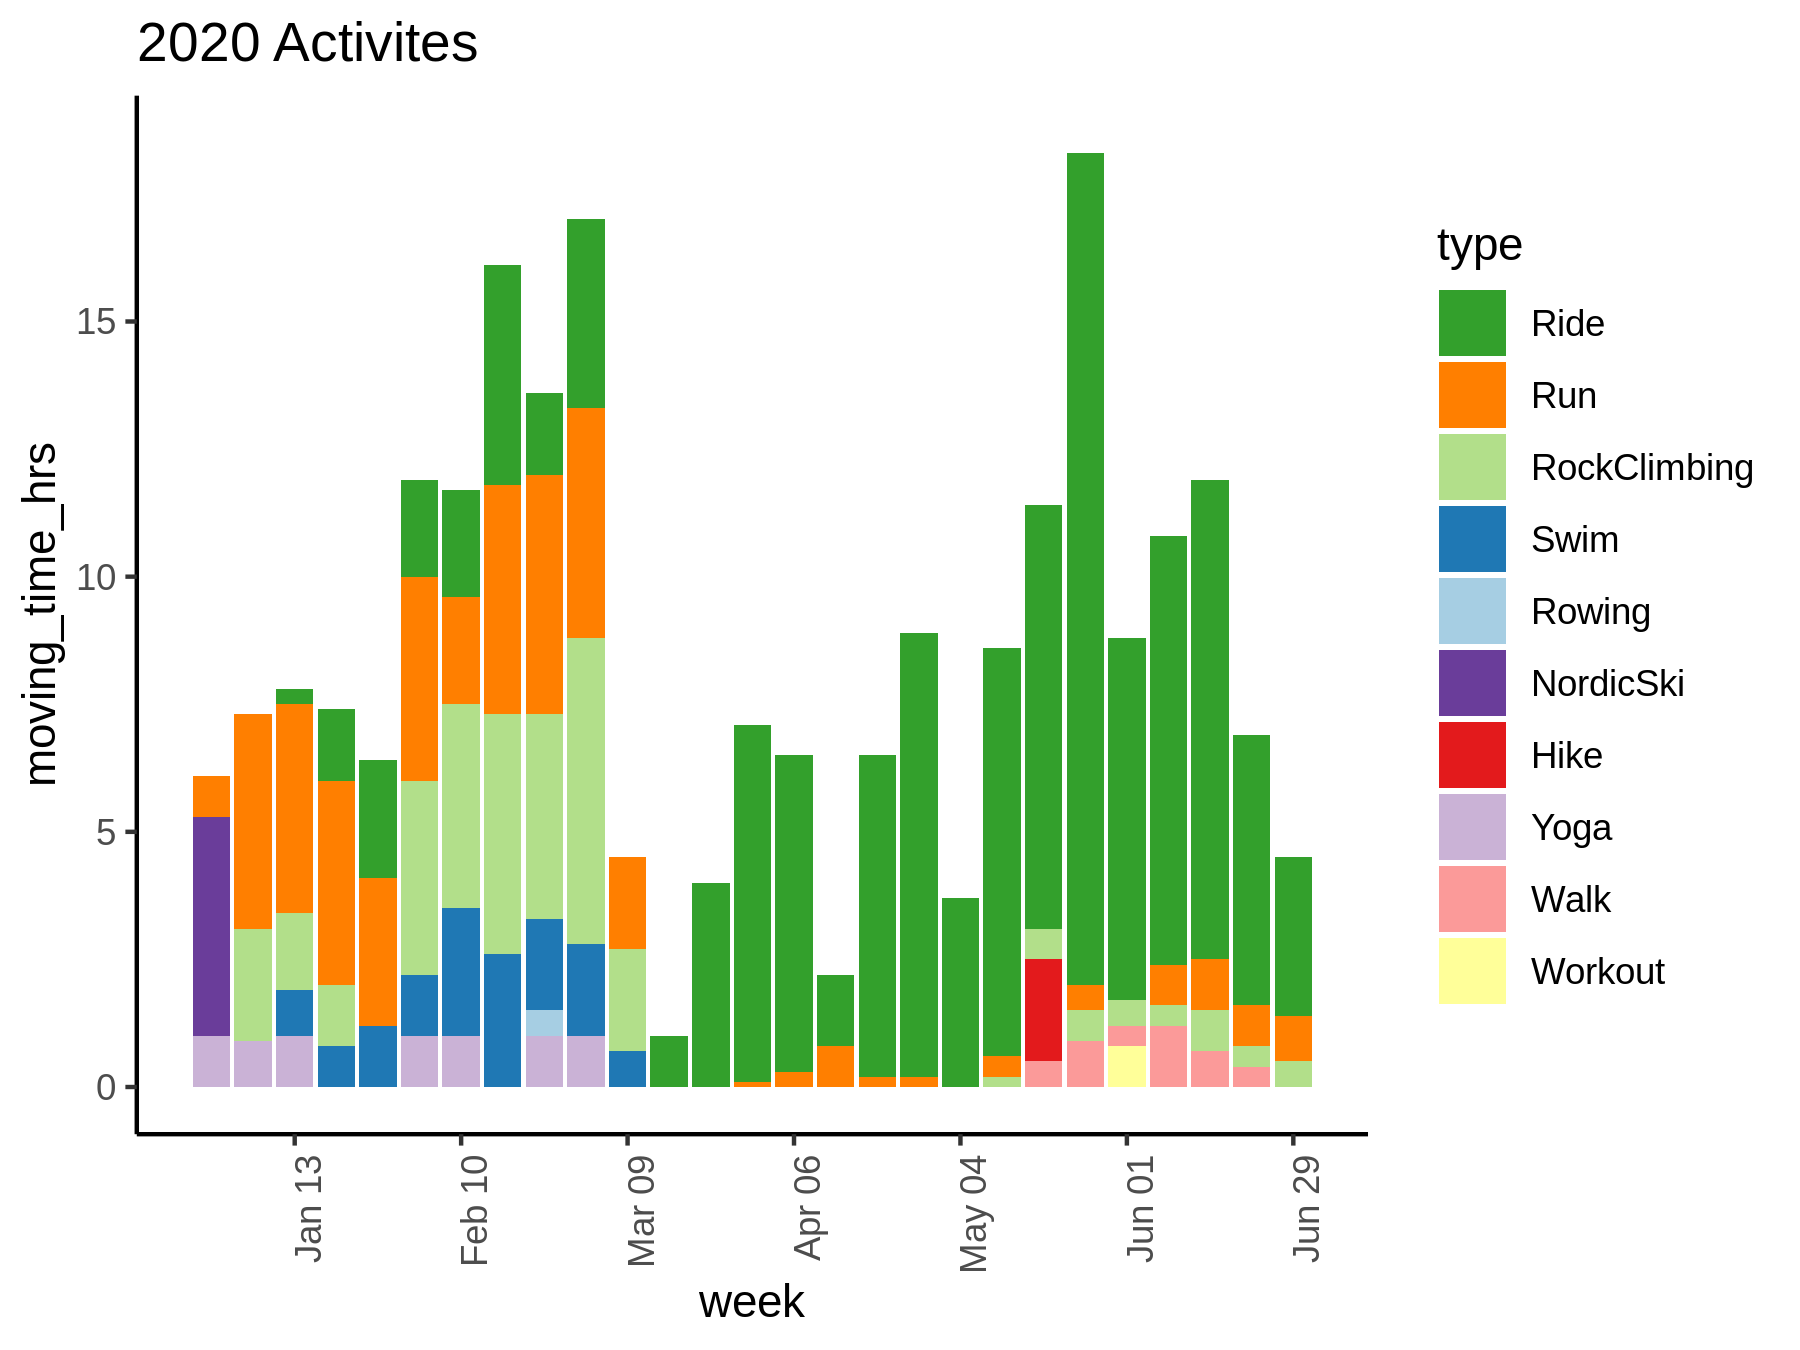 2020 Activites
moving_time_hrs
15
10
5
0
Jan 13
Feb 10
Mar 09
Apr 06
May 04
Jun 01
Jun 29
week
type
Ride
Run
RockClimbing
Swim
Rowing
NordicSki
Hike
Yoga
Walk
Workout